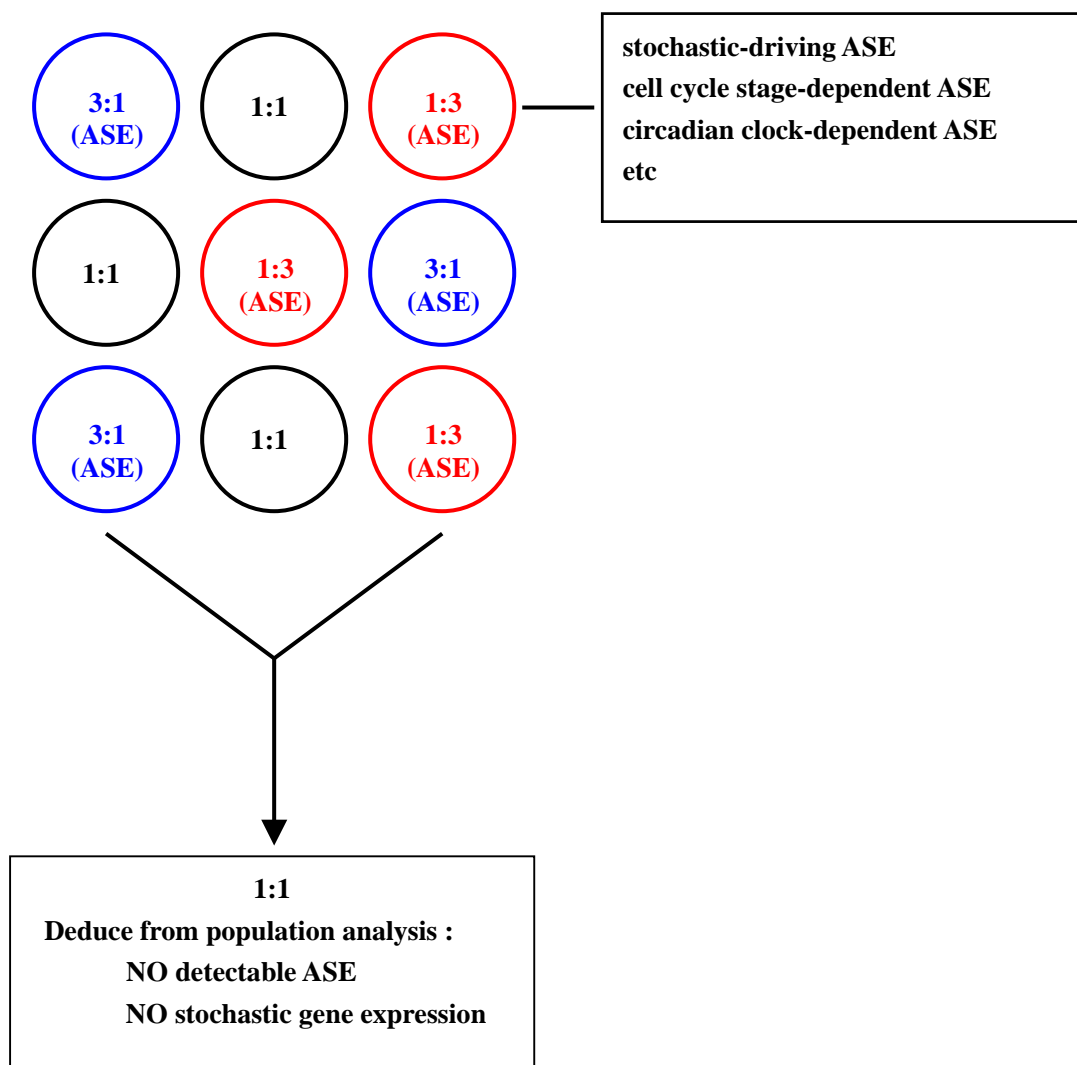 3:1
(ASE)
1:1
1:3
(ASE)
stochastic-driving ASE
cell cycle stage-dependent ASE
circadian clock-dependent ASE
etc
1:1
1:3
(ASE)
3:1
(ASE)
3:1
(ASE)
1:1
1:3
(ASE)
1:1
Deduce from population analysis :
NO detectable ASE
NO stochastic gene expression